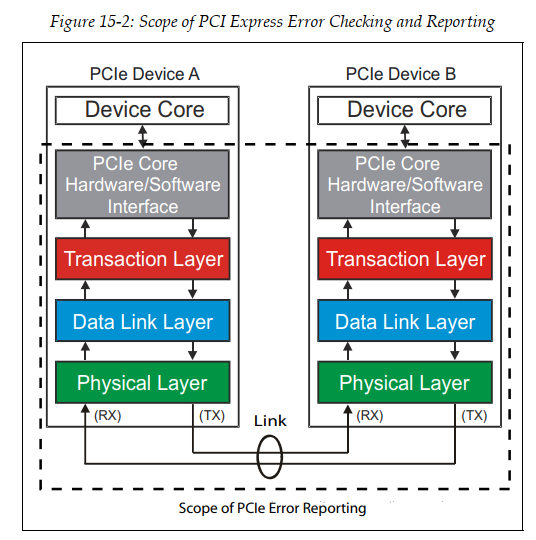 Figure 15-2: Scope of PCI Express Error Checking and Reporting
PCIe Device A
Device Core
PCIe Core
Hardware/Software
Interface
Transaction Layer
Data Link Layer
Physical Layer
(RX)
(TX)
PCIe Device B
Device Core
PCIe Core
Hardware/Software
Interface
Transaction Layer
Data Link Layer
Physical Layer
(RX)
(TX)
Link
Scope of PCIe Error Reporting